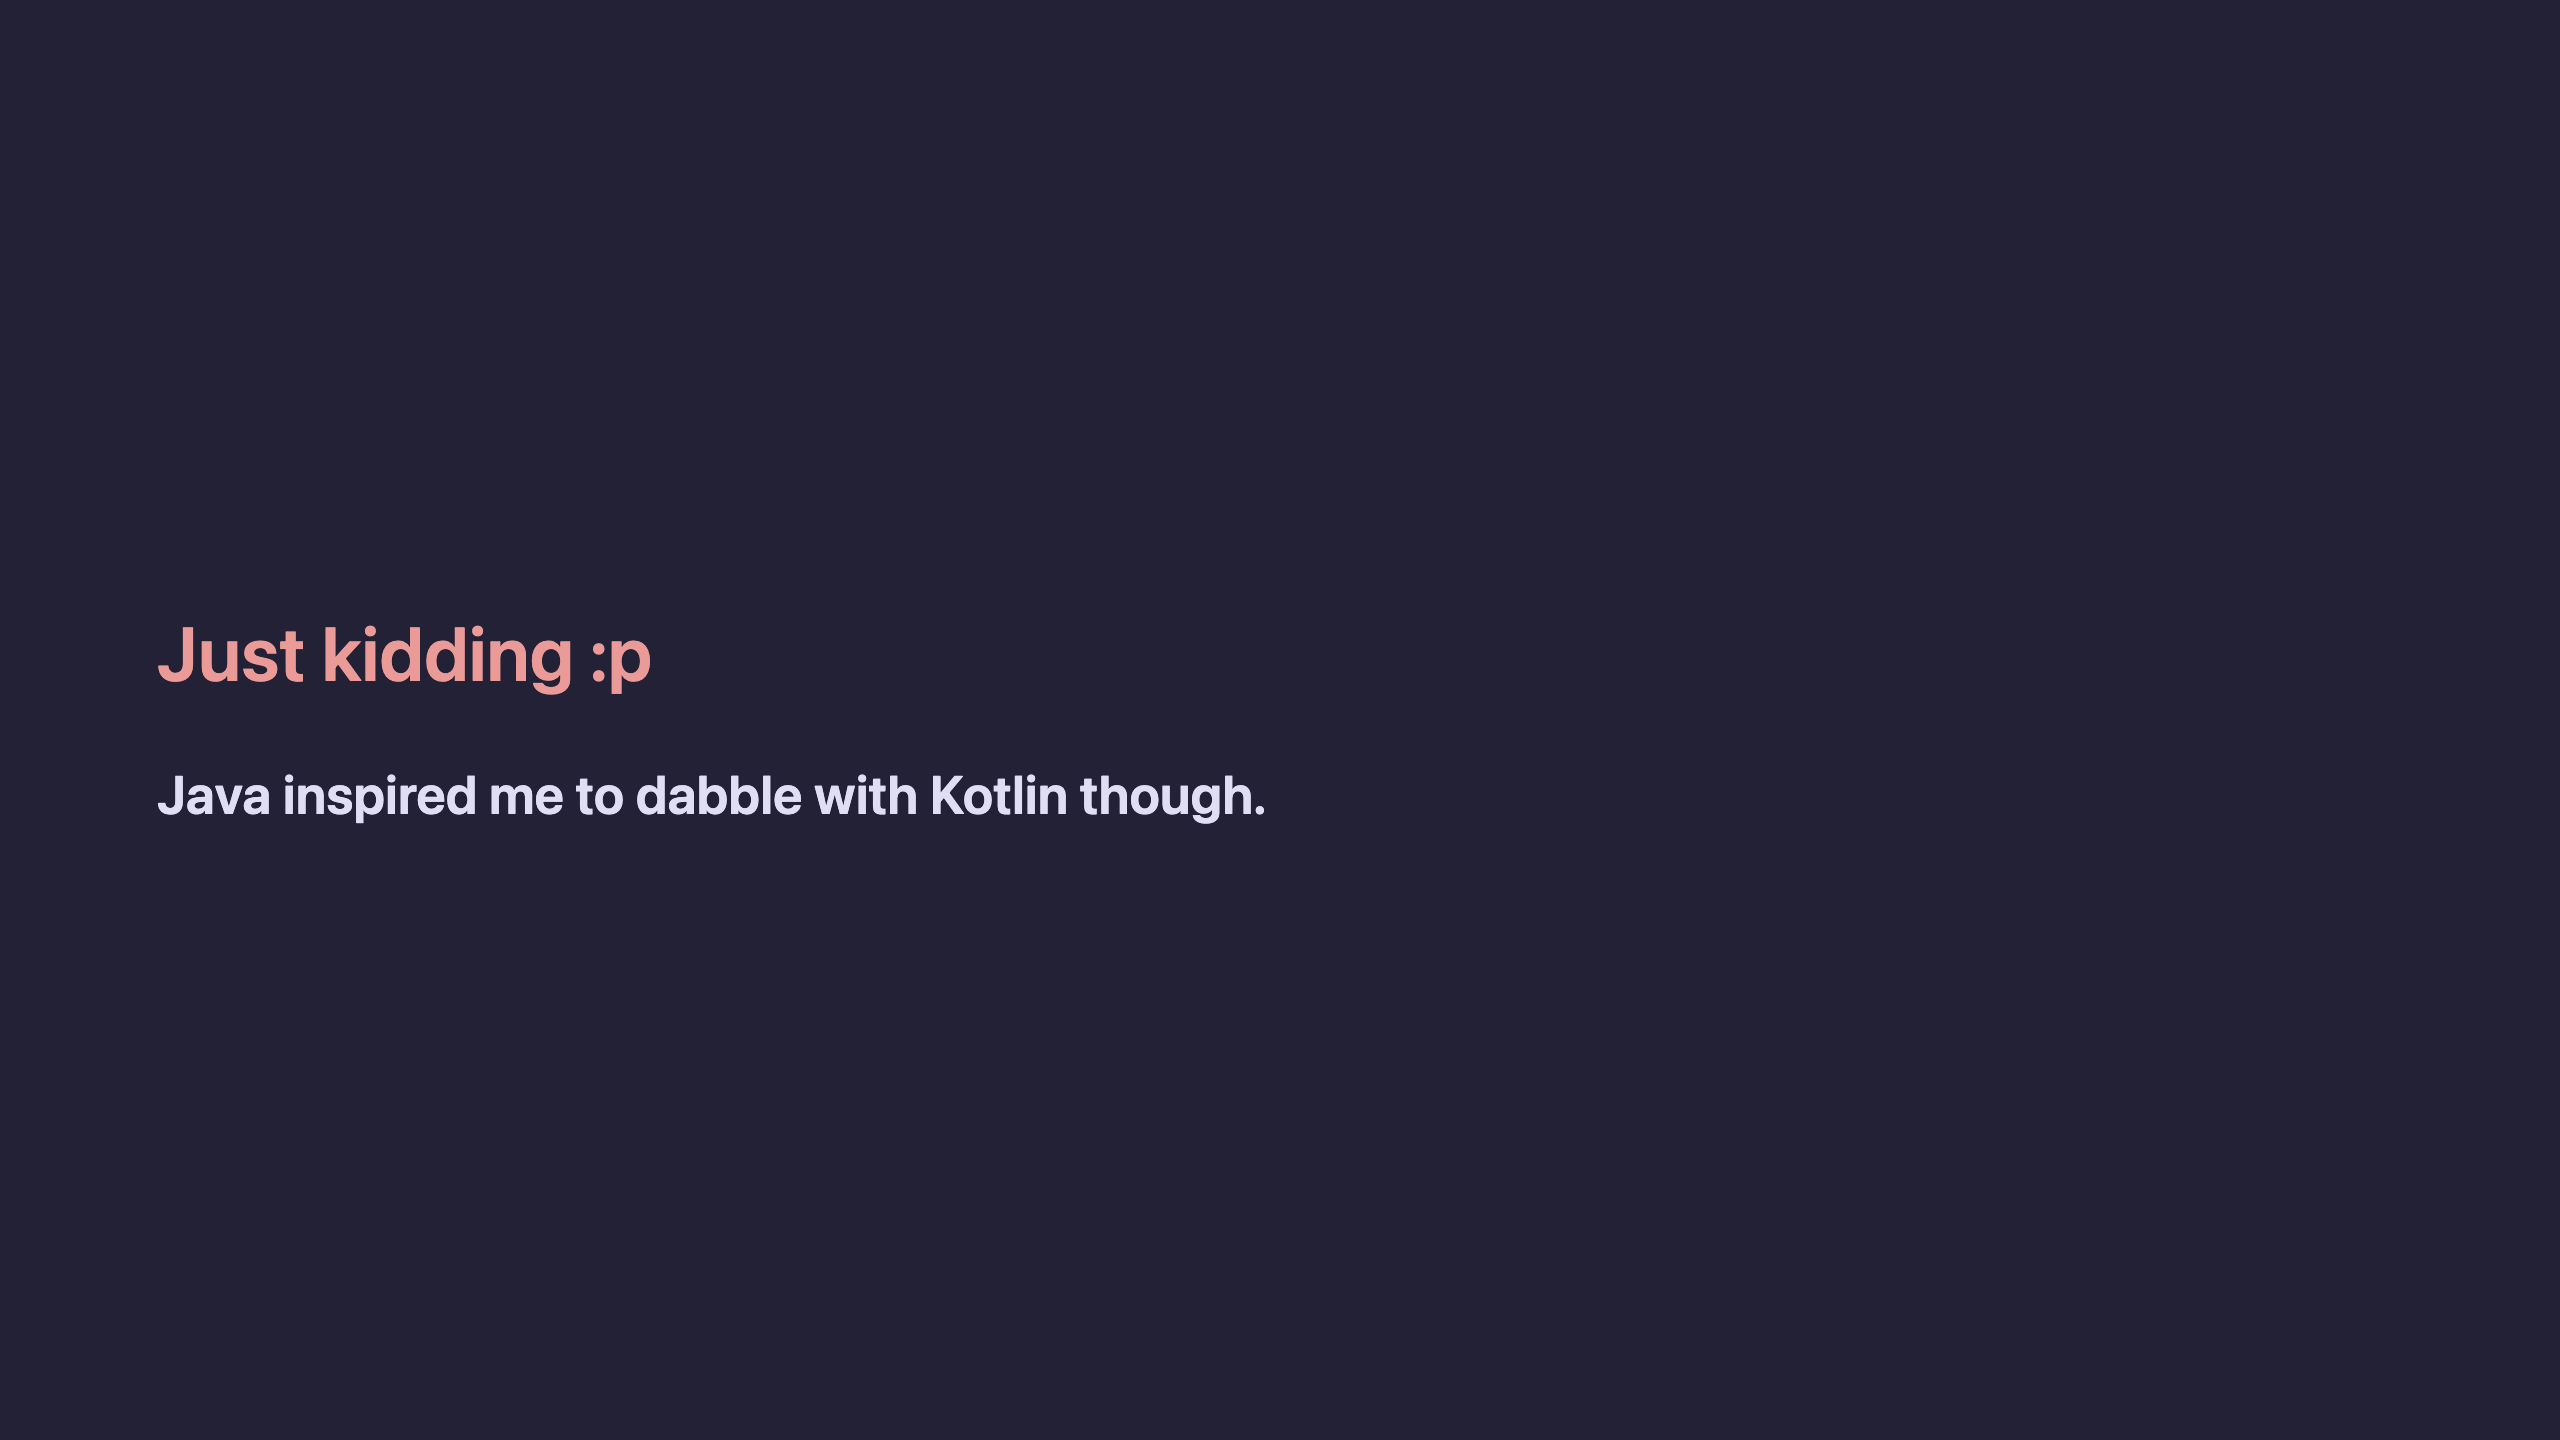 Just kidding :p
Java inspired me to dabble with Kotlin though.